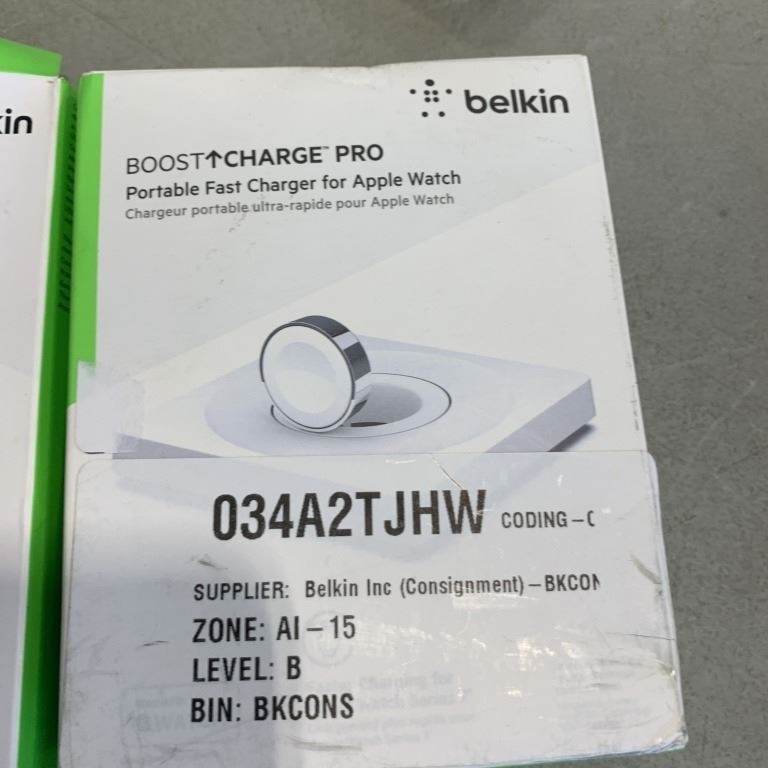 in
belkin
BOOST↑CHARGE™ PRO
Portable Fast Charger for Apple Watch
Chargeur portable ultra-rapide pour Apple Watch
034A2TJHW CODING-C
SUPPLIER: Belkin Inc (Consignment)-BKCON
ZONE: AI-15
LEVEL: B
BIN: BKCONS